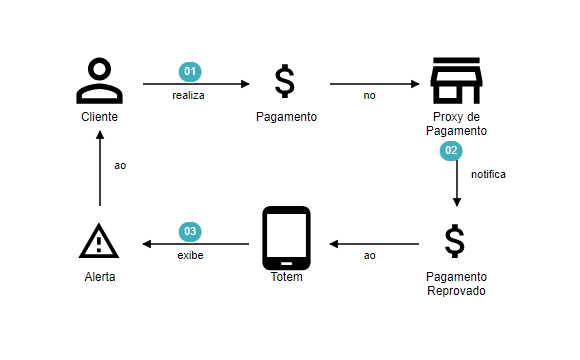 01
realiza
no
Cliente
Pagamento
Proxy de
Pagamento
02
notifica
ao
03
exibe
ao
Alerta
Totem
Pagamento
Reprovado